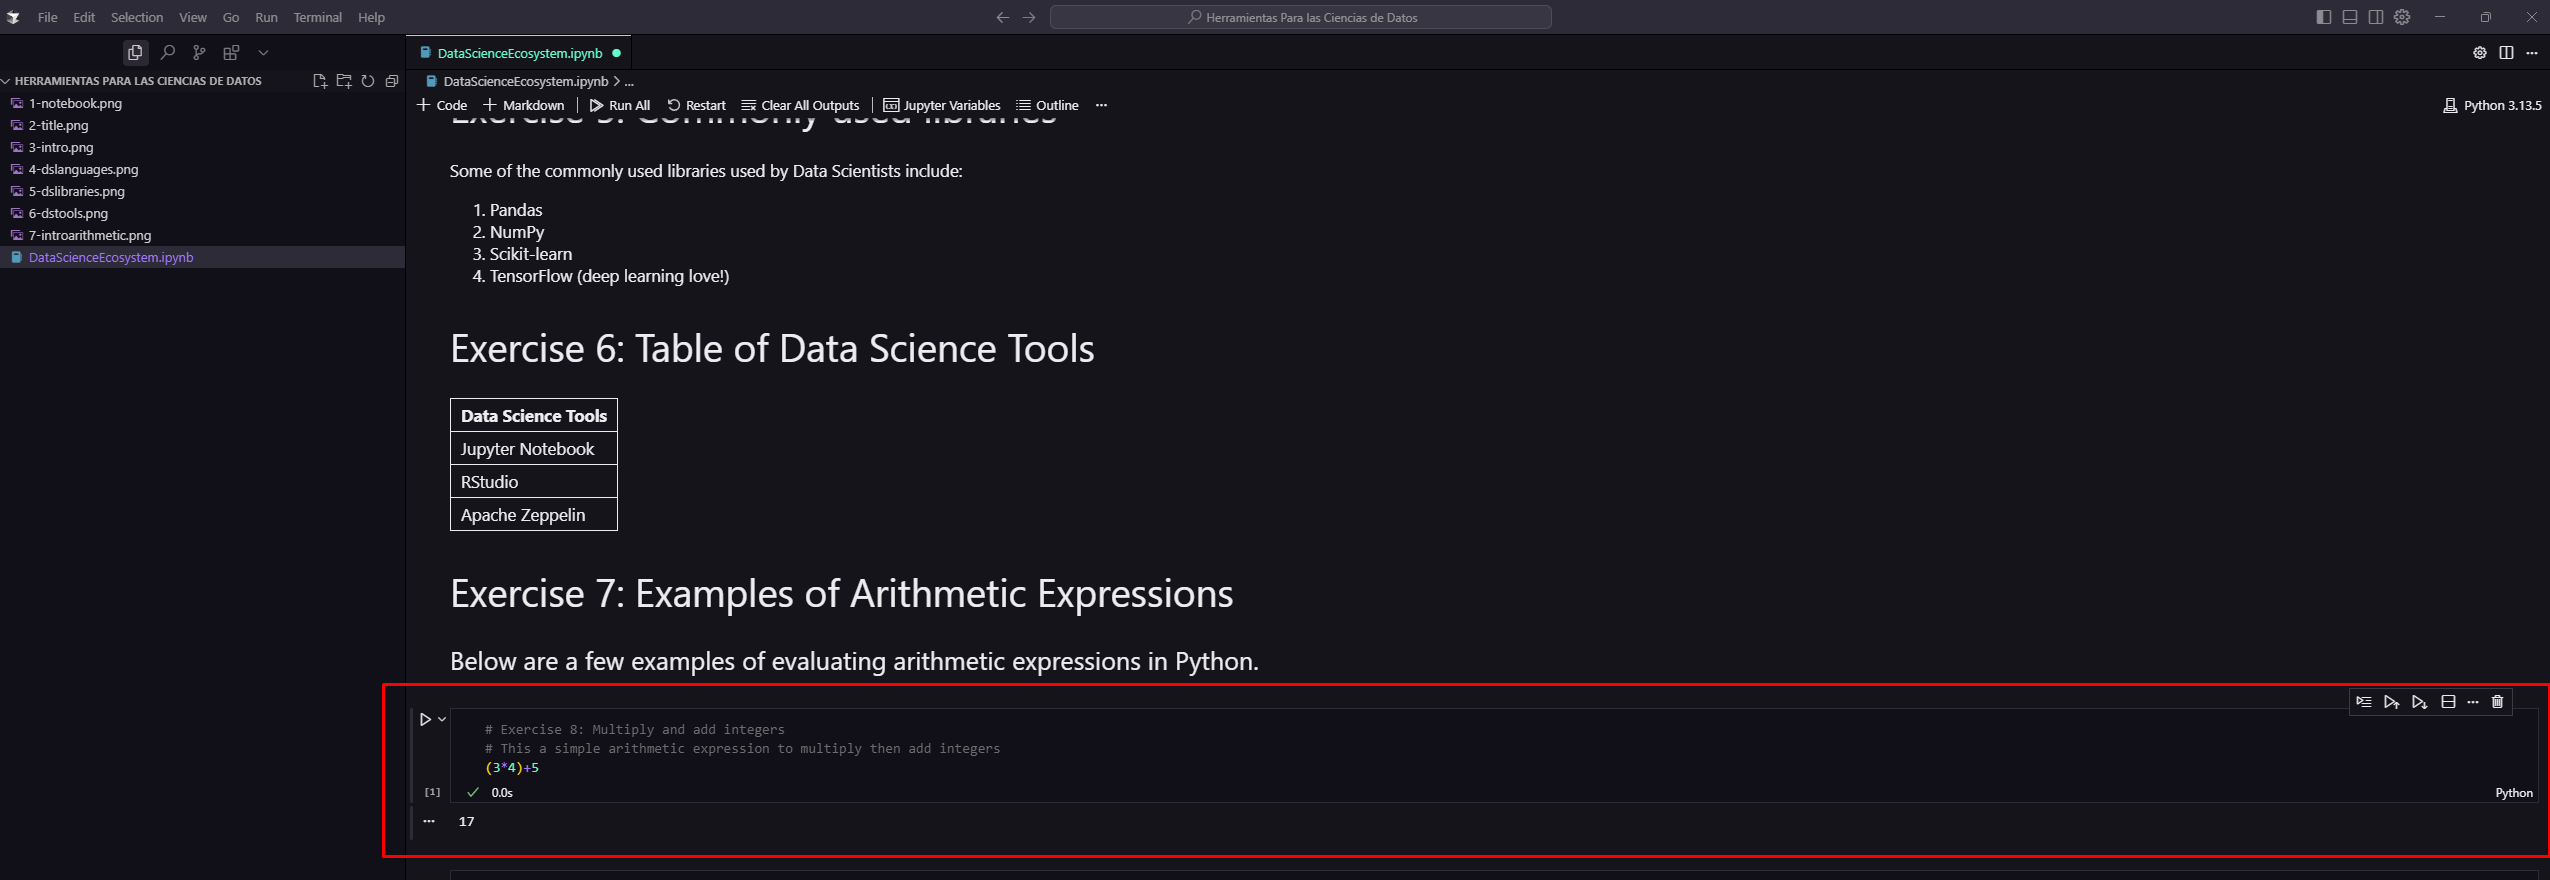 File Edit Selection View Go Run Terminal Help
Herramientas Para las Ciencias de Datos
HERRAMIENTAS PARA LAS CIENCIAS DE DATOS
1-notebook.png
2-title.png
3-intro.png
4-dslanguages.png
5-dslibraries.png
6-dstools.png
7-introarithmetic.png
DataScienceEcosystem.ipynb
DataScienceEcosystem.ipynb
DataScienceEcosystem.ipynb > ...
+ Code + Markdown Run All Restart Clear All Outputs Jupyter Variables Outline ... Python 3.13.5
Exercise 5: Commonly used libraries
Some of the commonly used libraries used by Data Scientists include:
1. Pandas
2. NumPy
3. Scikit-learn
4. TensorFlow (deep learning love!)
Exercise 6: Table of Data Science Tools
Data Science Tools
Jupyter Notebook
RStudio
Apache Zeppelin
Exercise 7: Examples of Arithmetic Expressions
Below are a few examples of evaluating arithmetic expressions in Python.
# Exercise 8: Multiply and add integers
# This a simple arithmetic expression to multiply then add integers
(3*4)+5
[1] 0.0s Python
17